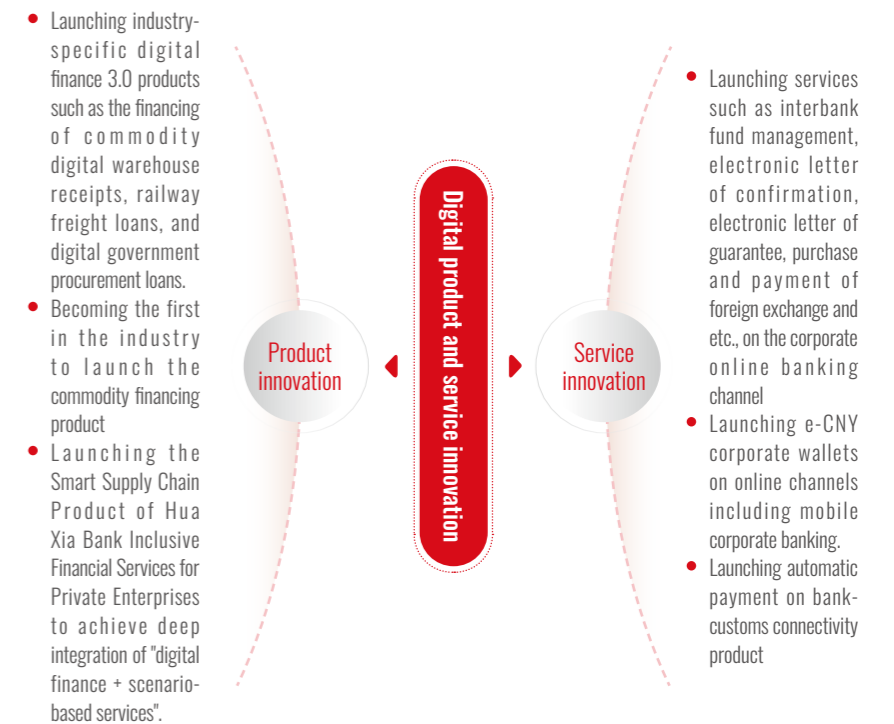 Launching industry-
specific digital
finance 3.0 products
such as the financing
of commodity
digital warehouse
receipts, railway
freight loans, and
digital government
procurement loans.
Becoming the first
in the industry
to launch the
commodity financing
product
Launching the
Smart Supply Chain
Product of Hua
Xia Bank Inclusive
Financial Services for
Private Enterprises
to achieve deep
integration of "digital
finance + scenario-
based services".
Product
innovation
Digital product and service innovation
Service
innovation
Launching services
such as interbank
fund management,
electronic letter
of confirmation,
electronic letter of
guarantee, purchase
and payment of
foreign exchange and
etc., on the corporate
online banking
channel
Launching e-CNY
corporate wallets
on online channels
including mobile
corporate banking.
Launching automatic
payment on bank-
customs connectivity
product